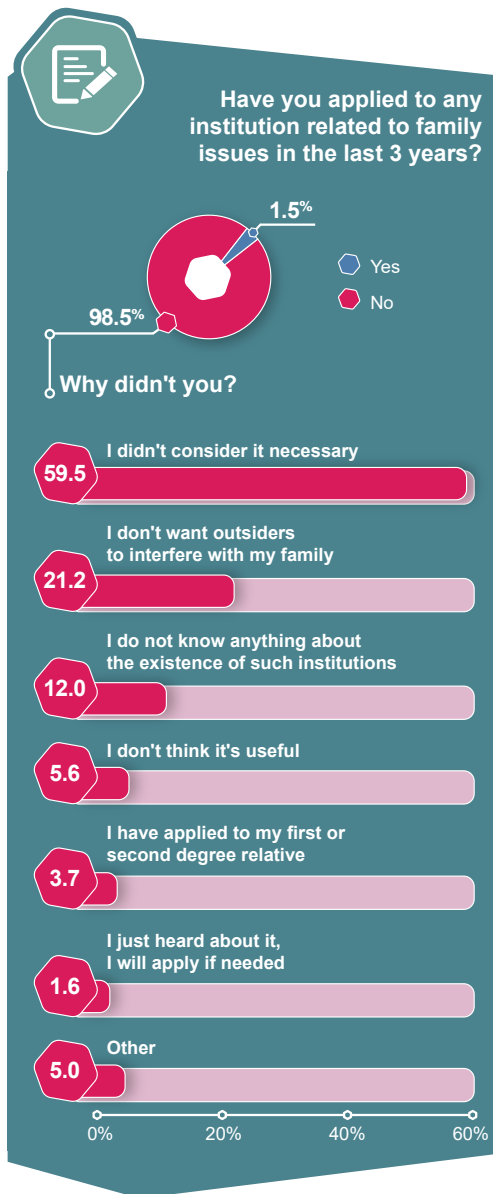 Have you applied to any
institution related to family
issues in the last 3 years?
1.5%
Yes
No
98.5%
Why didn't you?
I didn't consider it necessary
59.5
I don't want outsiders
to interfere with my family
21.2
I do not know anything about
the existence of such institutions
12.0
I don't think it's useful
5.6
I have applied to my first or
second degree relative
3.7
I just heard about it,
I will apply if needed
1.6
Other
5.0
0% 20% 40% 60%